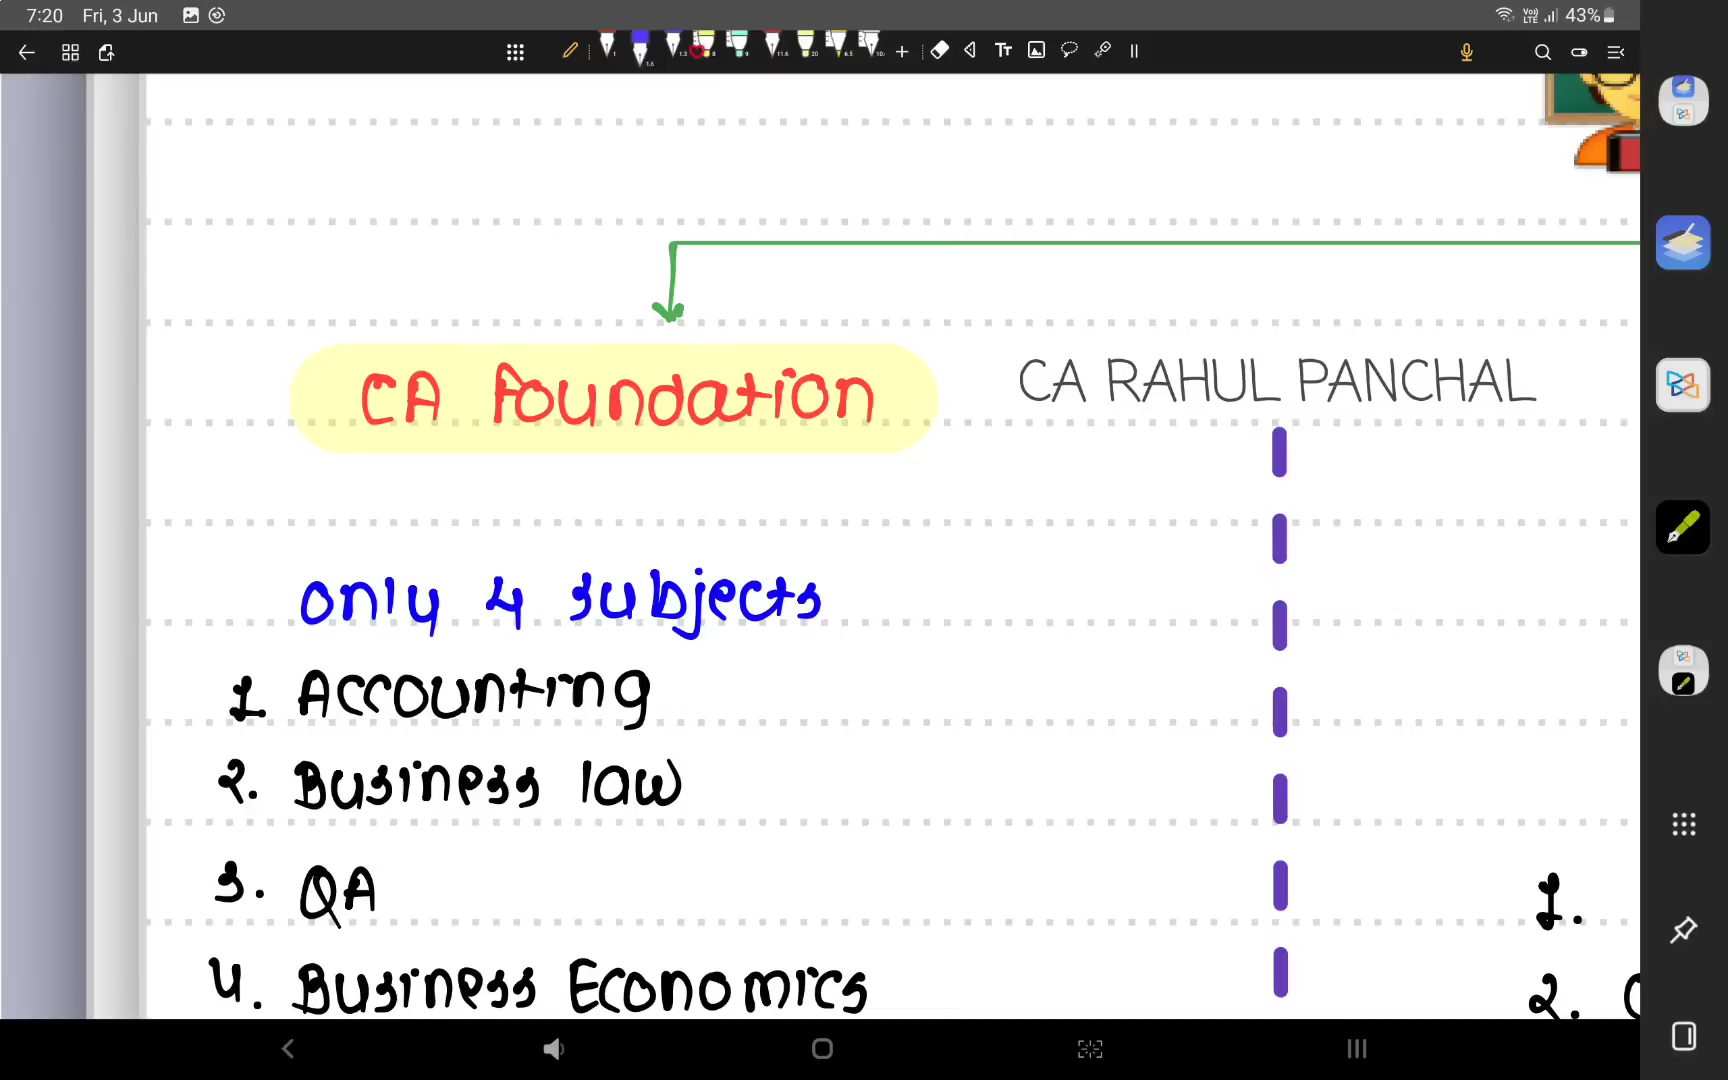 7:20 Fri, 3 Jun 43%
CA Foundation
CA RAHUL PANCHAL
only 4 subjects
1. Accounting
2. Business law
3. QA
4. Business Economics
1.
2.